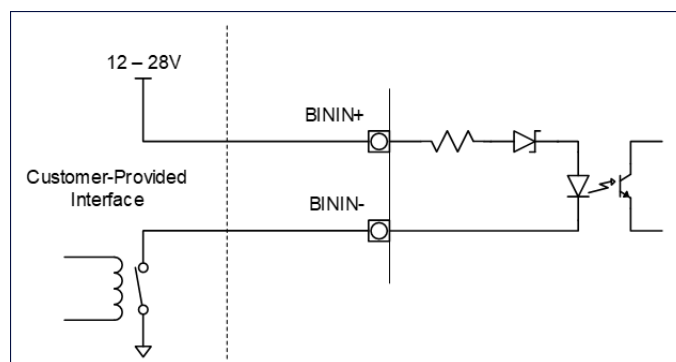 12 – 28V
BININ+
Customer-Provided
Interface
BININ-